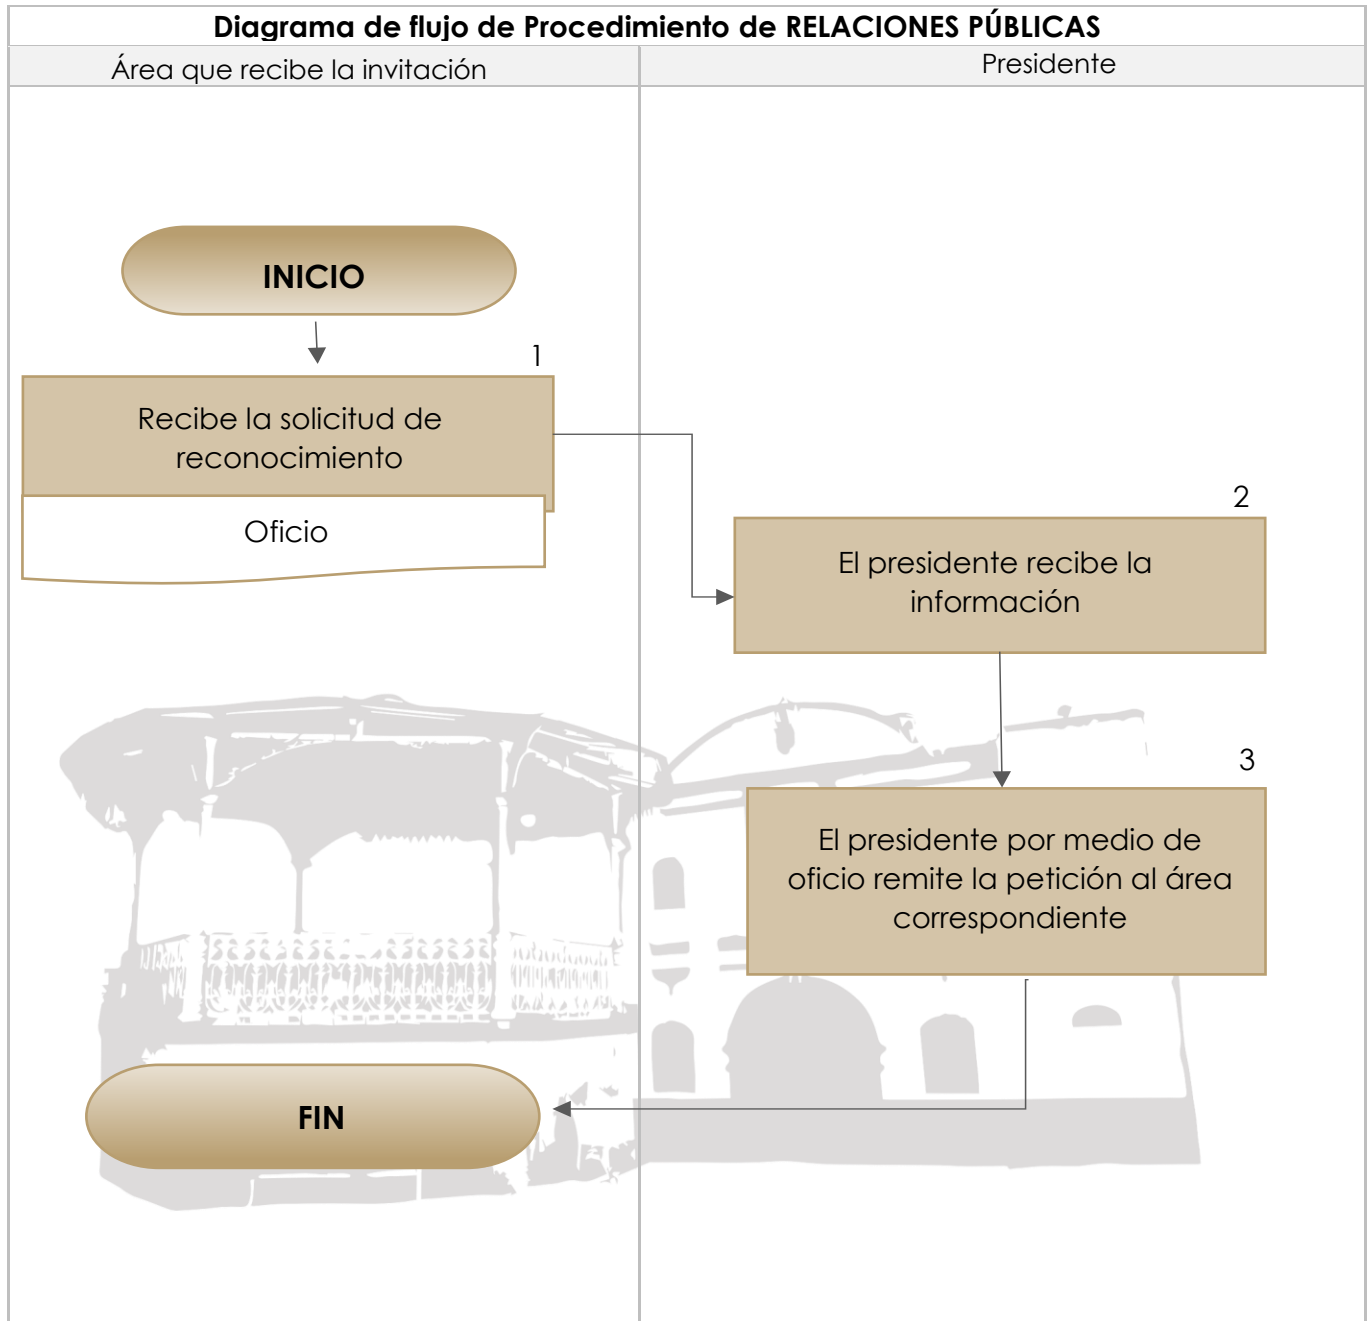 Diagrama de flujo de Procedimiento de RELACIONES PÚBLICAS
Área que recibe la invitación
Presidente
INICIO
1
Recibe la solicitud de
reconocimiento
Oficio
2
El presidente recibe la
información
3
El presidente por medio de
oficio remite la petición al área
correspondiente
FIN